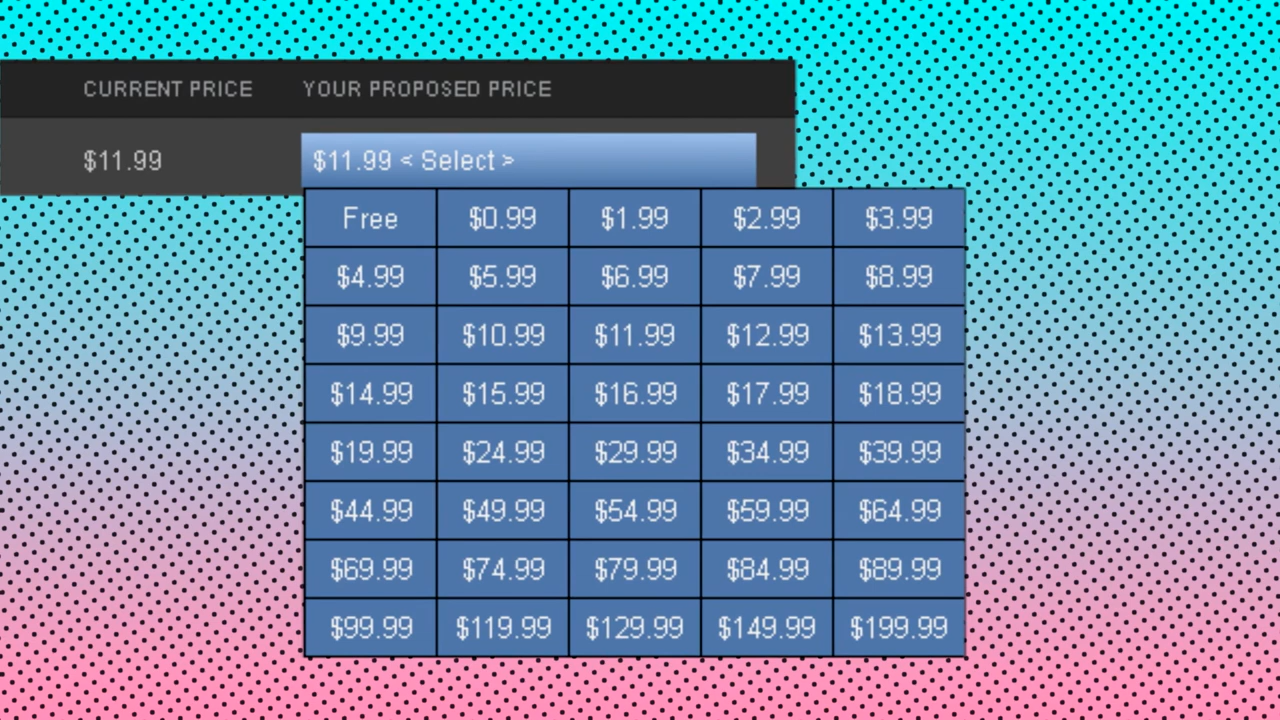 CURRENT PRICE YOUR PROPOSED PRICE
$11.99 $11.99 < Select >
Free $0.99 $1.99 $2.99 $3.99
$4.99 $5.99 $6.99 $7.99 $8.99
$9.99 $10.99 $11.99 $12.99 $13.99
$14.99 $15.99 $16.99 $17.99 $18.99
$19.99 $24.99 $29.99 $34.99 $39.99
$44.99 $49.99 $54.99 $59.99 $64.99
$69.99 $74.99 $79.99 $84.99 $89.99
$99.99 $119.99 $129.99 $149.99 $199.99